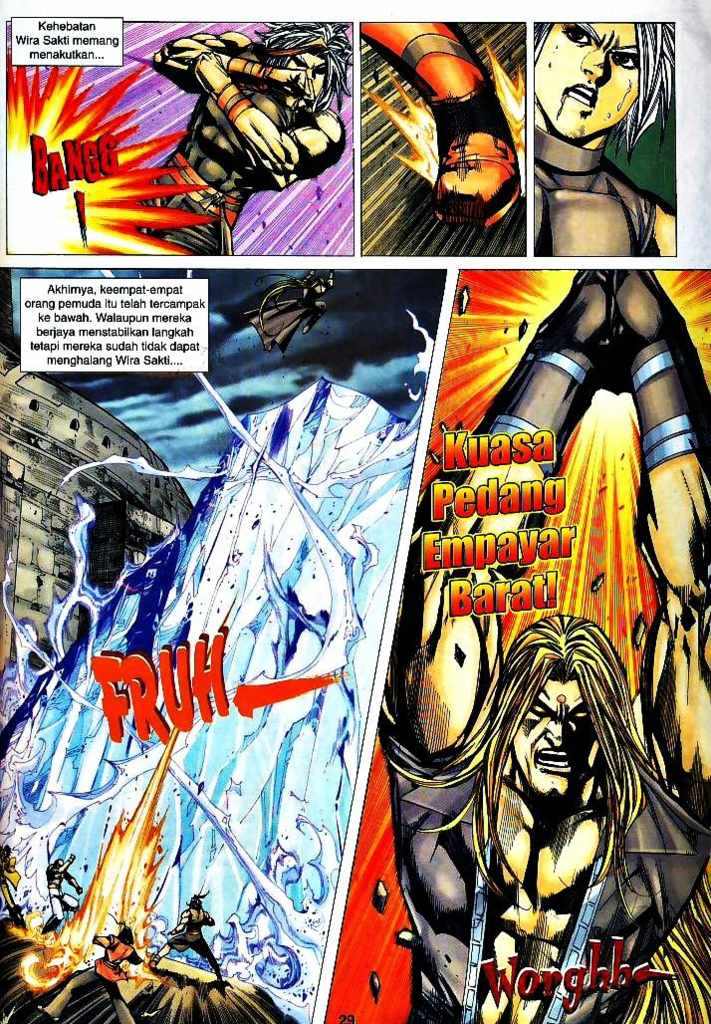 Kehebatan
Wira Sakti memang
menakutkan...
BANGG
!
Akhirnya, keempat-empat
orang pemuda itu telah tercampak
ke bawah. Walaupun mereka
berjaya menstabilkan langkah
tetapi mereka sudah tidak dapat
menghalang Wira Sakti....
Kuasa
Pedang
Empayar
Barat!
FRUH
Worghh
29